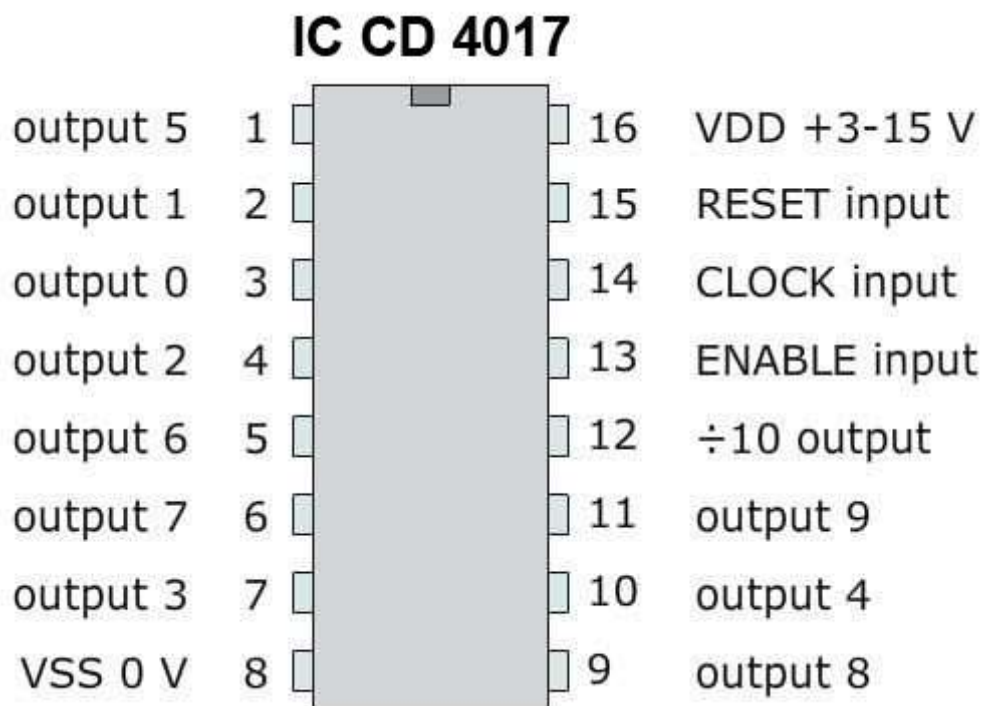 IC CD 4017
output 5 1 16 VDD +3-15 V
output 1 2 15 RESET input
output 0 3 14 CLOCK input
output 2 4 13 ENABLE input
output 6 5 12 ÷10 output
output 7 6 11 output 9
output 3 7 10 output 4
VSS 0 V 8 9 output 8